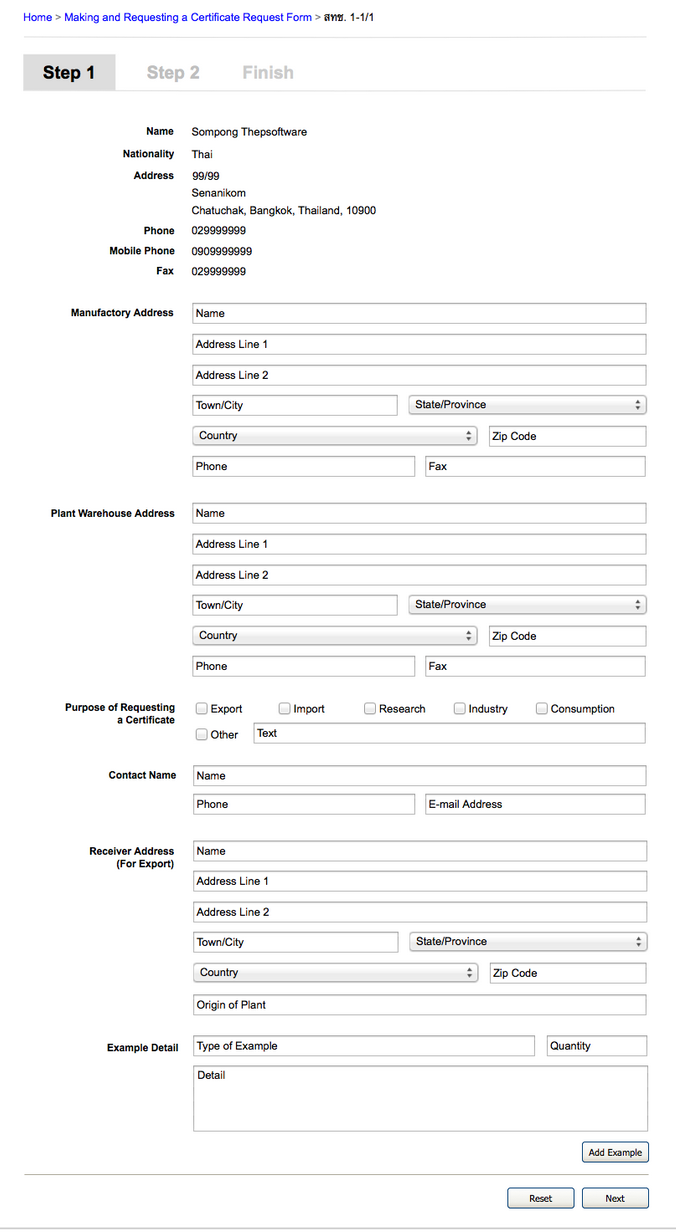 Home > Making and Requesting a Certificate Request Form > สทช. 1-1/1
Step 1 Step 2 Finish
Name Sompong Thepsoftware
Nationality Thai
Address 99/99
Senanikom
Chatuchak, Bangkok, Thailand, 10900
Phone 029999999
Mobile Phone 0909999999
Fax 029999999
Manufactory Address Name
Address Line 1
Address Line 2
Town/City State/Province
Country Zip Code
Phone Fax
Plant Warehouse Address Name
Address Line 1
Address Line 2
Town/City State/Province
Country Zip Code
Phone Fax
Purpose of Requesting Export Import Research Industry Consumption
a Certificate
Other Text
Contact Name Name
Phone E-mail Address
Receiver Address Name
(For Export)
Address Line 1
Address Line 2
Town/City State/Province
Country Zip Code
Origin of Plant
Example Detail Type of Example Quantity
Detail
Add Example
Reset Next